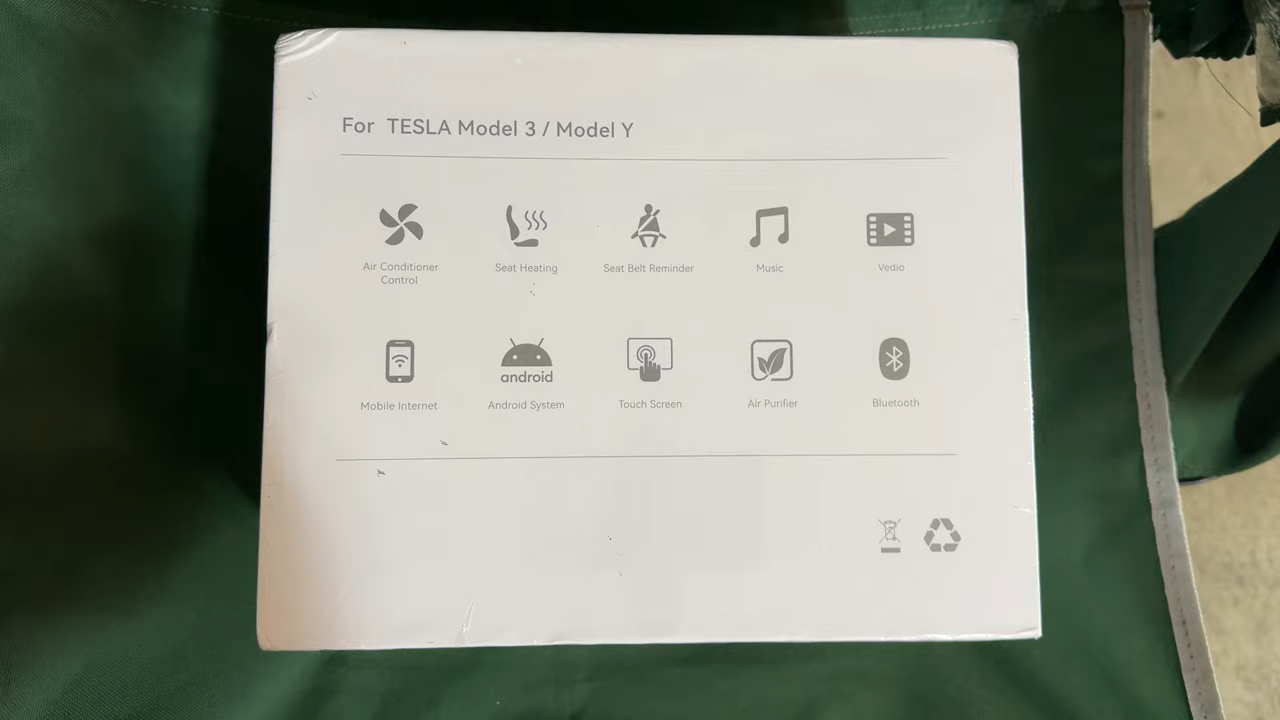 For TESLA Model 3 / Model Y
Air Conditioner
Control
Seat Heating
Seat Belt Reminder
Music
Vedio
android
Mobile Internet
Android System
Touch Screen
Air Purifier
Bluetooth